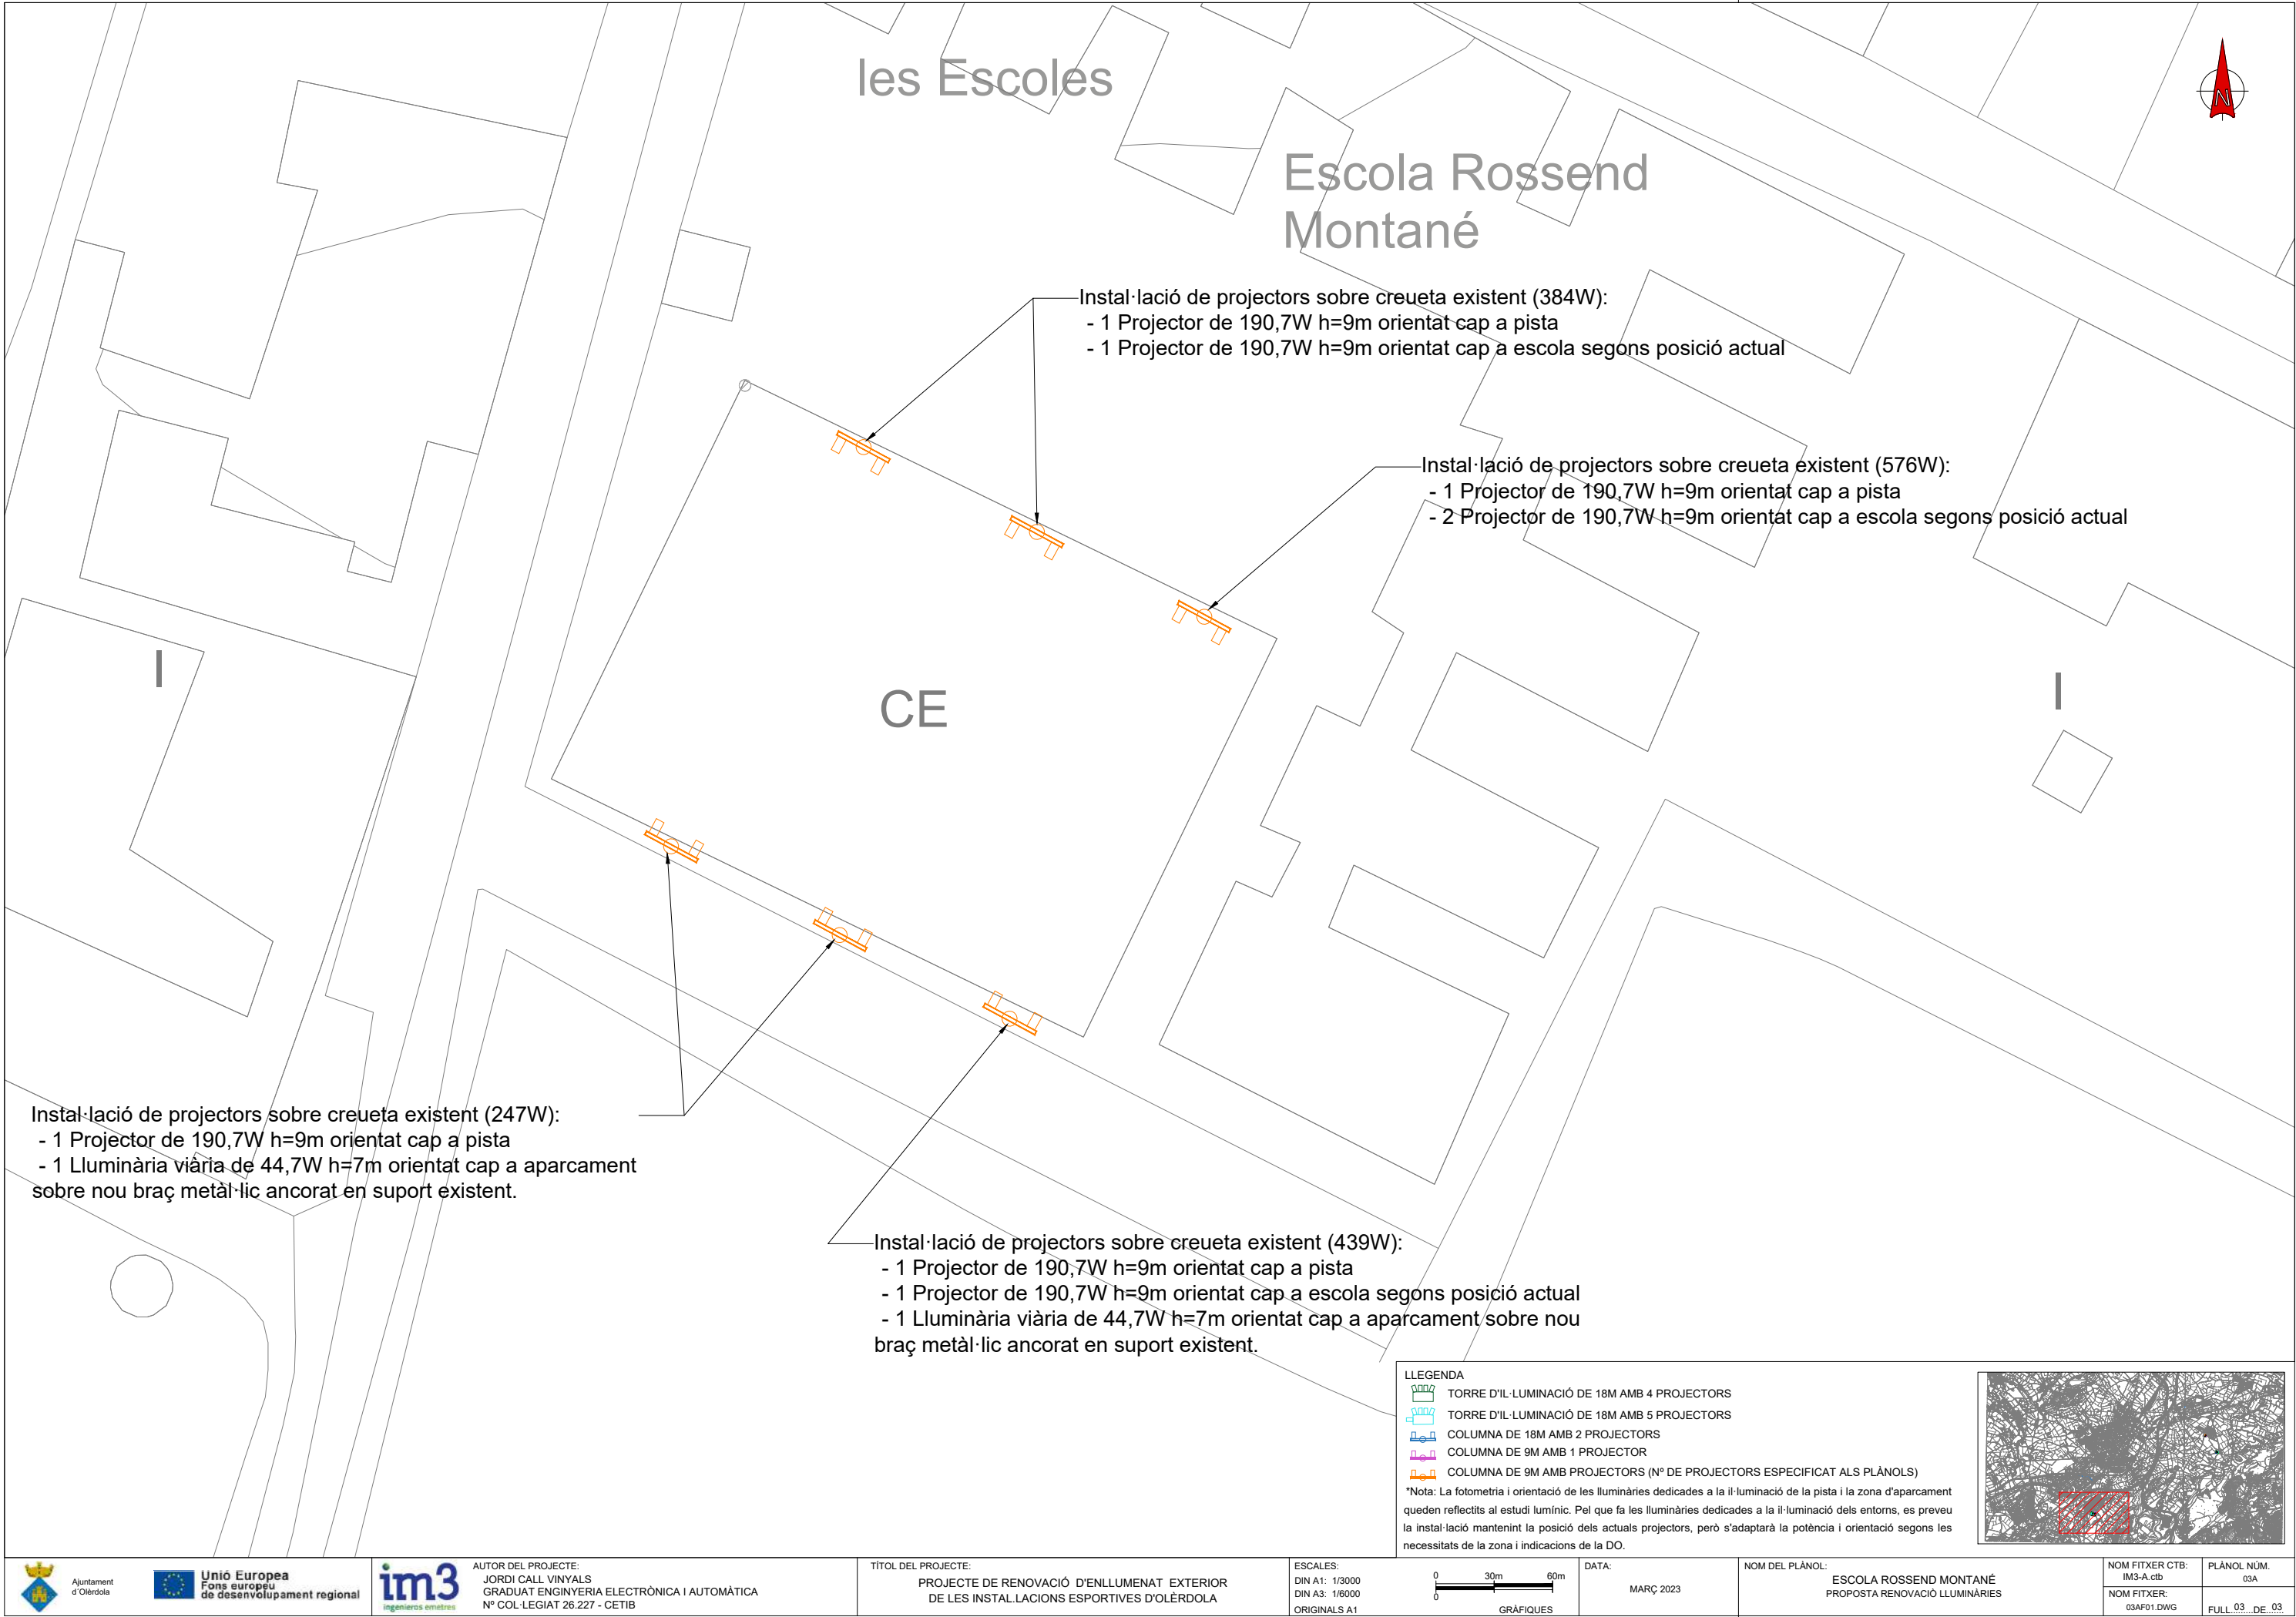 les Escoles
Escola Rossend
Montané
N
Instal·lació de projectors sobre creueta existent (384W):
- 1 Projector de 190,7W h=9m orientat cap a pista
- 1 Projector de 190,7W h=9m orientat cap a escola segons posició actual
Instal·lació de projectors sobre creueta existent (576W):
- 1 Projector de 190,7W h=9m orientat cap a pista
- 2 Projector de 190,7W h=9m orientat cap a escola segons posició actual
I
CE
I
Instal·lació de projectors sobre creueta existent (247W):
- 1 Projector de 190,7W h=9m orientat cap a pista
- 1 Lluminària viària de 44,7W h=7m orientat cap a aparcament
sobre nou braç metàl·lic ancorat en suport existent.
Instal·lació de projectors sobre creueta existent (439W):
- 1 Projector de 190,7W h=9m orientat cap a pista
- 1 Projector de 190,7W h=9m orientat cap a escola segons posició actual
- 1 Lluminària viària de 44,7W h=7m orientat cap a aparcament sobre nou
braç metàl·lic ancorat en suport existent.
LLEGENDA
TORRE D'IL·LUMINACIÓ DE 18M AMB 4 PROJECTORS
TORRE D'IL·LUMINACIÓ DE 18M AMB 5 PROJECTORS
COLUMNA DE 18M AMB 2 PROJECTORS
COLUMNA DE 9M AMB 1 PROJECTOR
COLUMNA DE 9M AMB PROJECTORS (Nº DE PROJECTORS ESPECIFICAT ALS PLÀNOLS)
*Nota: La fotometria i orientació de les lluminàries dedicades a la il·luminació de la pista i la zona d'aparcament
queden reflectits al estudi lumínic. Pel que fa les lluminàries dedicades a la il·luminació dels entorns, es preveu
la instal·lació mantenint la posició dels actuals projectors, però s'adaptarà la potència i orientació segons les
necessitats de la zona i indicacions de la DO.
Ajuntament
d´Olèrdola
Unió Europea
Fons europeu
de desenvolupament regional
im3
ingenieros emetres
AUTOR DEL PROJECTE:
JORDI CALL VINYALS
GRADUAT ENGINYERIA ELECTRÒNICA I AUTOMÀTICA
Nº COL·LEGIAT 26.227 - CETIB
TÍTOL DEL PROJECTE:
PROJECTE DE RENOVACIÓ D'ENLLUMENAT EXTERIOR
DE LES INSTAL.LACIONS ESPORTIVES D'OLÈRDOLA
ESCALES:
DIN A1: 1/3000
DIN A3: 1/6000
ORIGINALS A1
0 30m 60m
0
GRÀFIQUES
DATA:
MARÇ 2023
NOM DEL PLÀNOL:
ESCOLA ROSSEND MONTANÉ
PROPOSTA RENOVACIÓ LLUMINÀRIES
NOM FITXER CTB:
IM3-A.ctb
NOM FITXER:
03AF01.DWG
PLÀNOL NÚM.
03A
FULL 03 DE 03